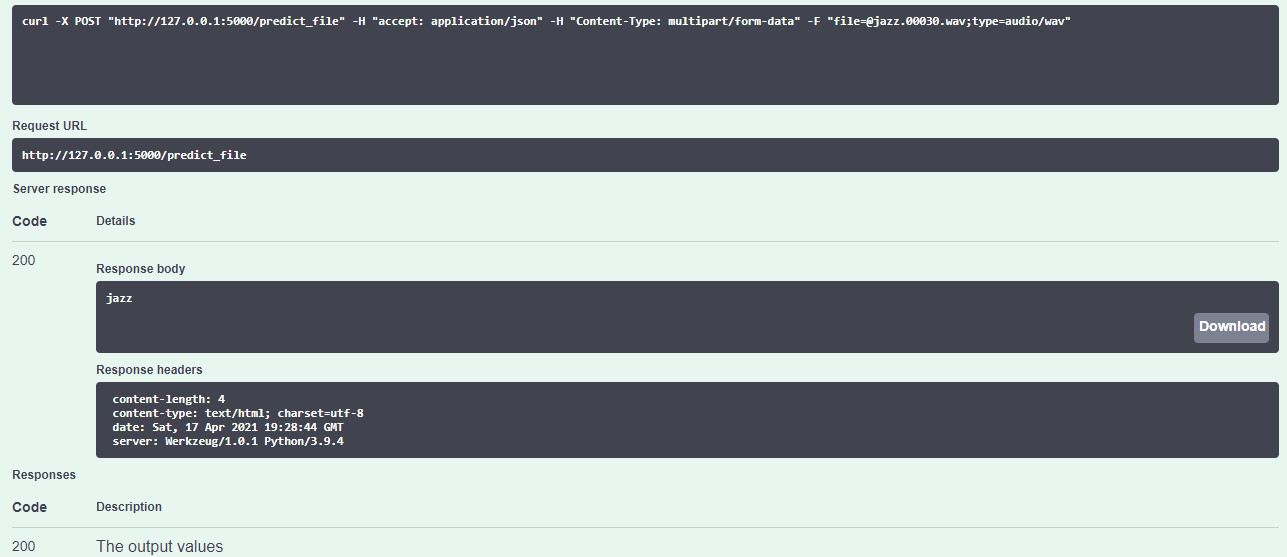 curl -X POST "http://127.0.0.1:5000/predict_file" -H "accept: application/json" -H "Content-Type: multipart/form-data" -F "file=@jazz.00030.wav;type=audio/wav"
Request URL
http://127.0.0.1:5000/predict_file
Server response
Code Details
200
Response body
jazz
Download
Response headers
content-length: 4
content-type: text/html; charset=utf-8
date: Sat, 17 Apr 2021 19:28:44 GMT
server: Werkzeug/1.0.1 Python/3.9.4
Responses
Code Description
200 The output values